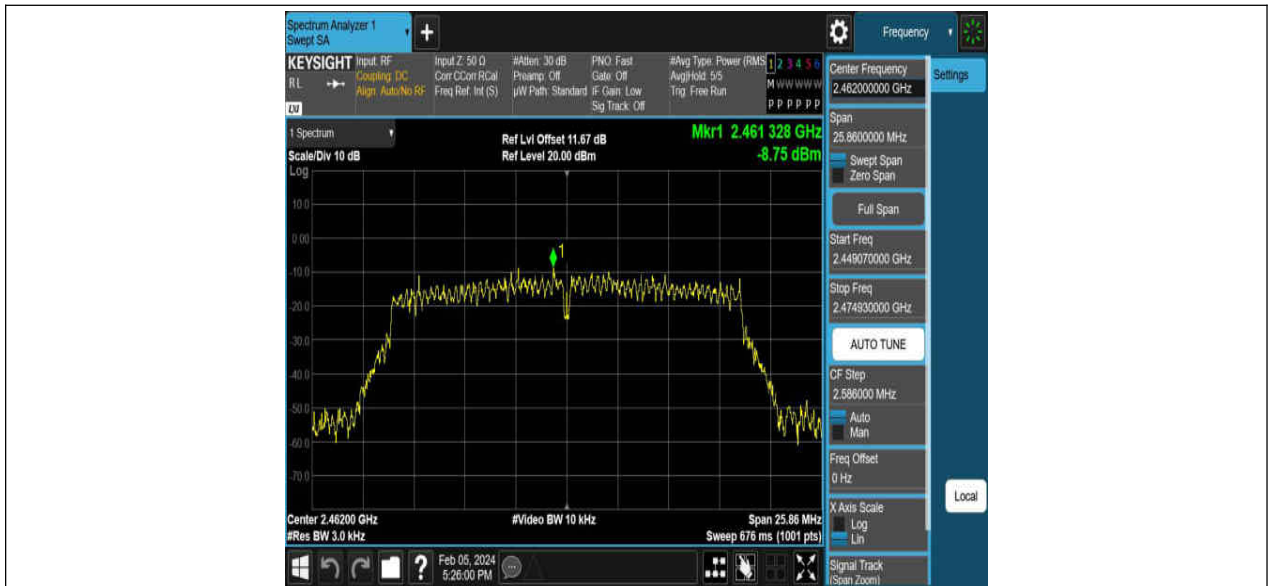 Spectrum Analyzer 1
Swept SA
+
Frequency
KEYSIGHT
RL
LXI
Input: RF
Coupling: DC
Align: Auto/No RF
Input Z: 50 Ω
Corr CCorr RCal
Freq Ref: Int (S)
#Atten: 30 dB
Preamp: Off
µW Path: Standard
PNO: Fast
Gate: Off
IF Gain: Low
Sig Track: Off
#Avg Type: Power (RMS
Avg|Hold: 5/5
Trig: Free Run
1 2 3 4 5 6
M W W W W W
P P P P P P
Center Frequency
2.462000000 GHz
Settings
Span
25.8600000 MHz
Swept Span
Zero Span
Full Span
Start Freq
2.449070000 GHz
Stop Freq
2.474930000 GHz
AUTO TUNE
CF Step
2.586000 MHz
Auto
Man
Freq Offset
0 Hz
X Axis Scale
Log
Lin
Signal Track
(Span Zoom)
Local
1 Spectrum
Scale/Div 10 dB
Log
Ref Lvl Offset 11.67 dB
Ref Level 20.00 dBm
Mkr1 2.461 328 GHz
-8.75 dBm
10.0
0.00
-10.0
-20.0
-30.0
-40.0
-50.0
-60.0
-70.0
1
Center 2.46200 GHz
#Res BW 3.0 kHz
#Video BW 10 kHz
Span 25.86 MHz
Sweep 676 ms (1001 pts)
?
Feb 05, 2024
5:26:00 PM